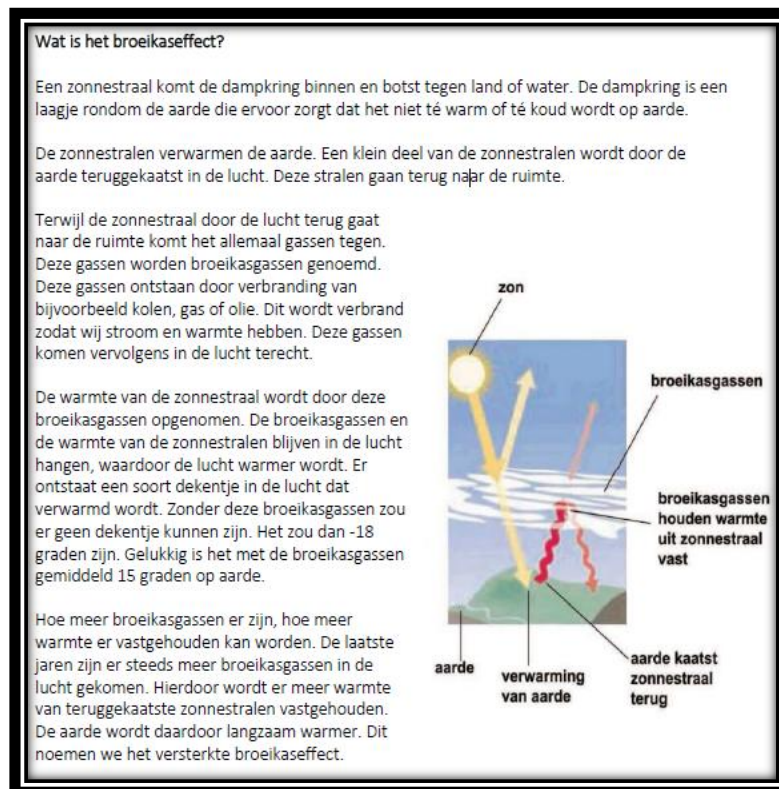 Wat is het broeikaseffect?
Een zonnestraal komt de dampkring binnen en botst tegen land of water. De dampkring is een
laagje rondom de aarde die ervoor zorgt dat het niet té warm of té koud wordt op aarde.
De zonnestralen verwarmen de aarde. Een klein deel van de zonnestralen wordt door de
aarde teruggekaatst in de lucht. Deze stralen gaan terug naar de ruimte.
Terwijl de zonnestraal door de lucht terug gaat
naar de ruimte komt het allemaal gassen tegen.
Deze gassen worden broeikasgassen genoemd.
Deze gassen ontstaan door verbranding van
bijvoorbeeld kolen, gas of olie. Dit wordt verbrand
zodat wij stroom en warmte hebben. Deze gassen
komen vervolgens in de lucht terecht.
De warmte van de zonnestraal wordt door deze
broeikasgassen opgenomen. De broeikasgassen en
de warmte van de zonnestralen blijven in de lucht
hangen, waardoor de lucht warmer wordt. Er
ontstaat een soort dekentje in de lucht dat
verwarmd wordt. Zonder deze broeikasgassen zou
er geen dekentje kunnen zijn. Het zou dan -18
graden zijn. Gelukkig is het met de broeikasgassen
gemiddeld 15 graden op aarde.
Hoe meer broeikasgassen er zijn, hoe meer
warmte er vastgehouden kan worden. De laatste
jaren zijn er steeds meer broeikasgassen in de
lucht gekomen. Hierdoor wordt er meer warmte
van teruggekaatste zonnestralen vastgehouden.
De aarde wordt daardoor langzaam warmer. Dit
noemen we het versterkte broeikaseffect.
zon
broeikasgassen
broeikasgassen
houden warmte
uit zonnestraal
vast
aarde
verwarming
van aarde
aarde kaatst
zonnestraal
terug